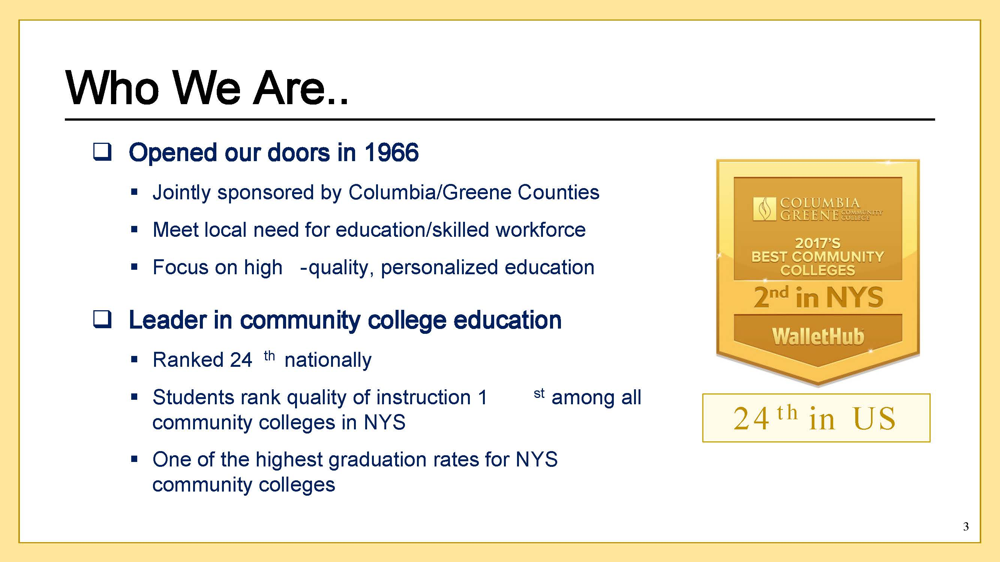 Who We Are..
❑ Opened our doors in 1966
▪ Jointly sponsored by Columbia/Greene Counties
▪ Meet local need for education/skilled workforce
▪ Focus on high -quality, personalized education
❑ Leader in community college education
▪ Ranked 24 th nationally
▪ Students rank quality of instruction 1 st among all
community colleges in NYS
▪ One of the highest graduation rates for NYS
community colleges
COLUMBIA
GREENE COMMUNITY COLLEGE
2017'S
BEST COMMUNITY
COLLEGES
2nd in NYS
WalletHub
24 th in US
3